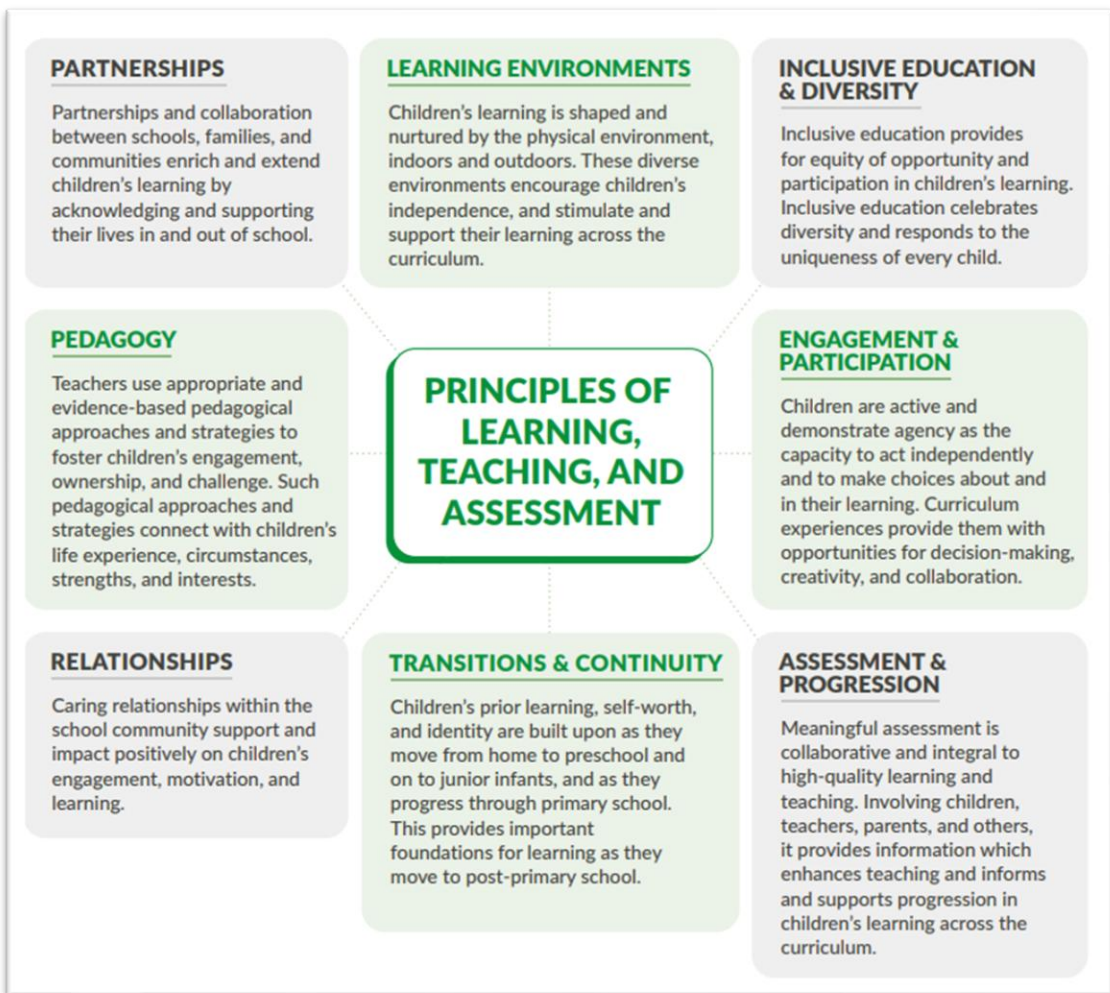 PARTNERSHIPS
Partnerships and collaboration
between schools, families, and
communities enrich and extend
children's learning by
acknowledging and supporting
their lives in and out of school.
LEARNING ENVIRONMENTS
Children's learning is shaped and
nurtured by the physical environment,
indoors and outdoors. These diverse
environments encourage children's
independence, and stimulate and
support their learning across the
curriculum.
INCLUSIVE EDUCATION
& DIVERSITY
Inclusive education provides
for equity of opportunity and
participation in children's learning.
Inclusive education celebrates
diversity and responds to the
uniqueness of every child.
PEDAGOGY
Teachers use appropriate and
evidence-based pedagogical
approaches and strategies to
foster children's engagement,
ownership, and challenge. Such
pedagogical approaches and
strategies connect with children's
life experience, circumstances,
strengths, and interests.
PRINCIPLES OF
LEARNING,
TEACHING, AND
ASSESSMENT
ENGAGEMENT &
PARTICIPATION
Children are active and
demonstrate agency as the
capacity to act independently
and to make choices about and
in their learning. Curriculum
experiences provide them with
opportunities for decision-making,
creativity, and collaboration.
RELATIONSHIPS
Caring relationships within the
school community support and
impact positively on children's
engagement, motivation, and
learning.
TRANSITIONS & CONTINUITY
Children's prior learning, self-worth,
and identity are built upon as they
move from home to preschool and
on to junior infants, and as they
progress through primary school.
This provides important
foundations for learning as they
move to post-primary school.
ASSESSMENT &
PROGRESSION
Meaningful assessment is
collaborative and integral to
high-quality learning and
teaching. Involving children,
teachers, parents, and others,
it provides information which
enhances teaching and informs
and supports progression in
children's learning across the
curriculum.